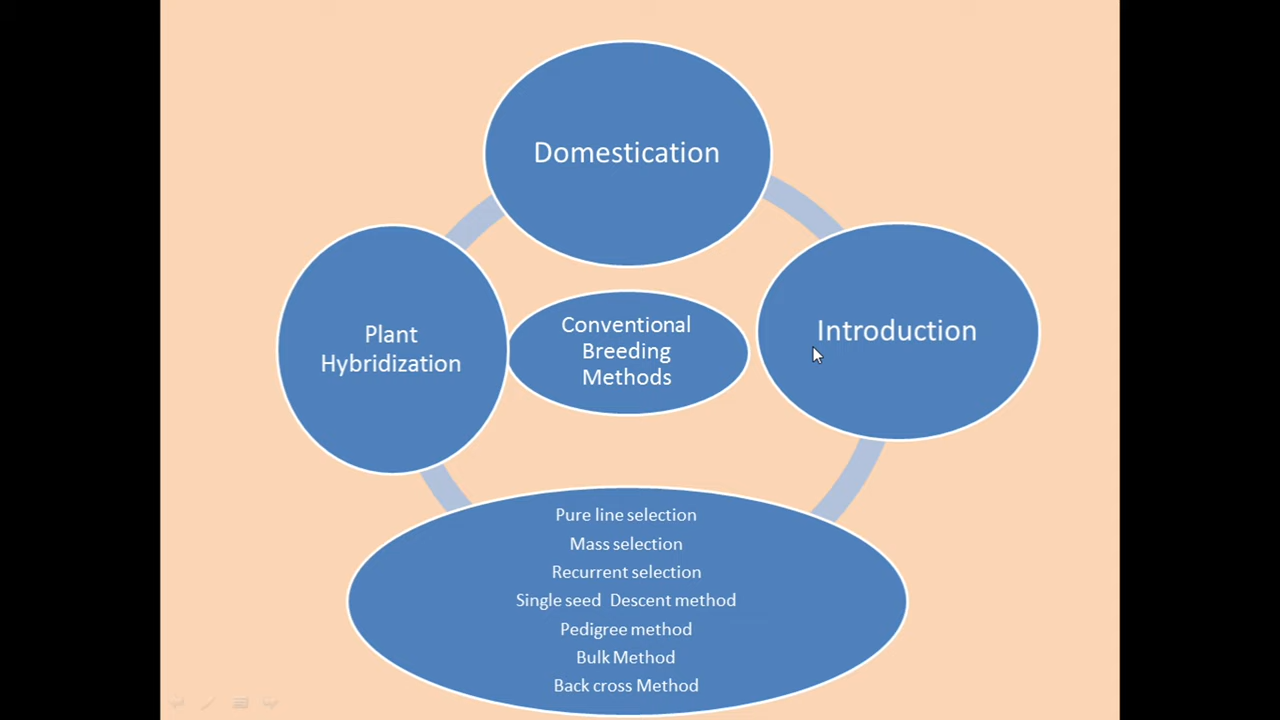 Domestication
Introduction
Plant
Hybridization
Conventional
Breeding
Methods
Pure line selection
Mass selection
Recurrent selection
Single seed  Descent method
Pedigree method
Bulk Method
Back cross Method